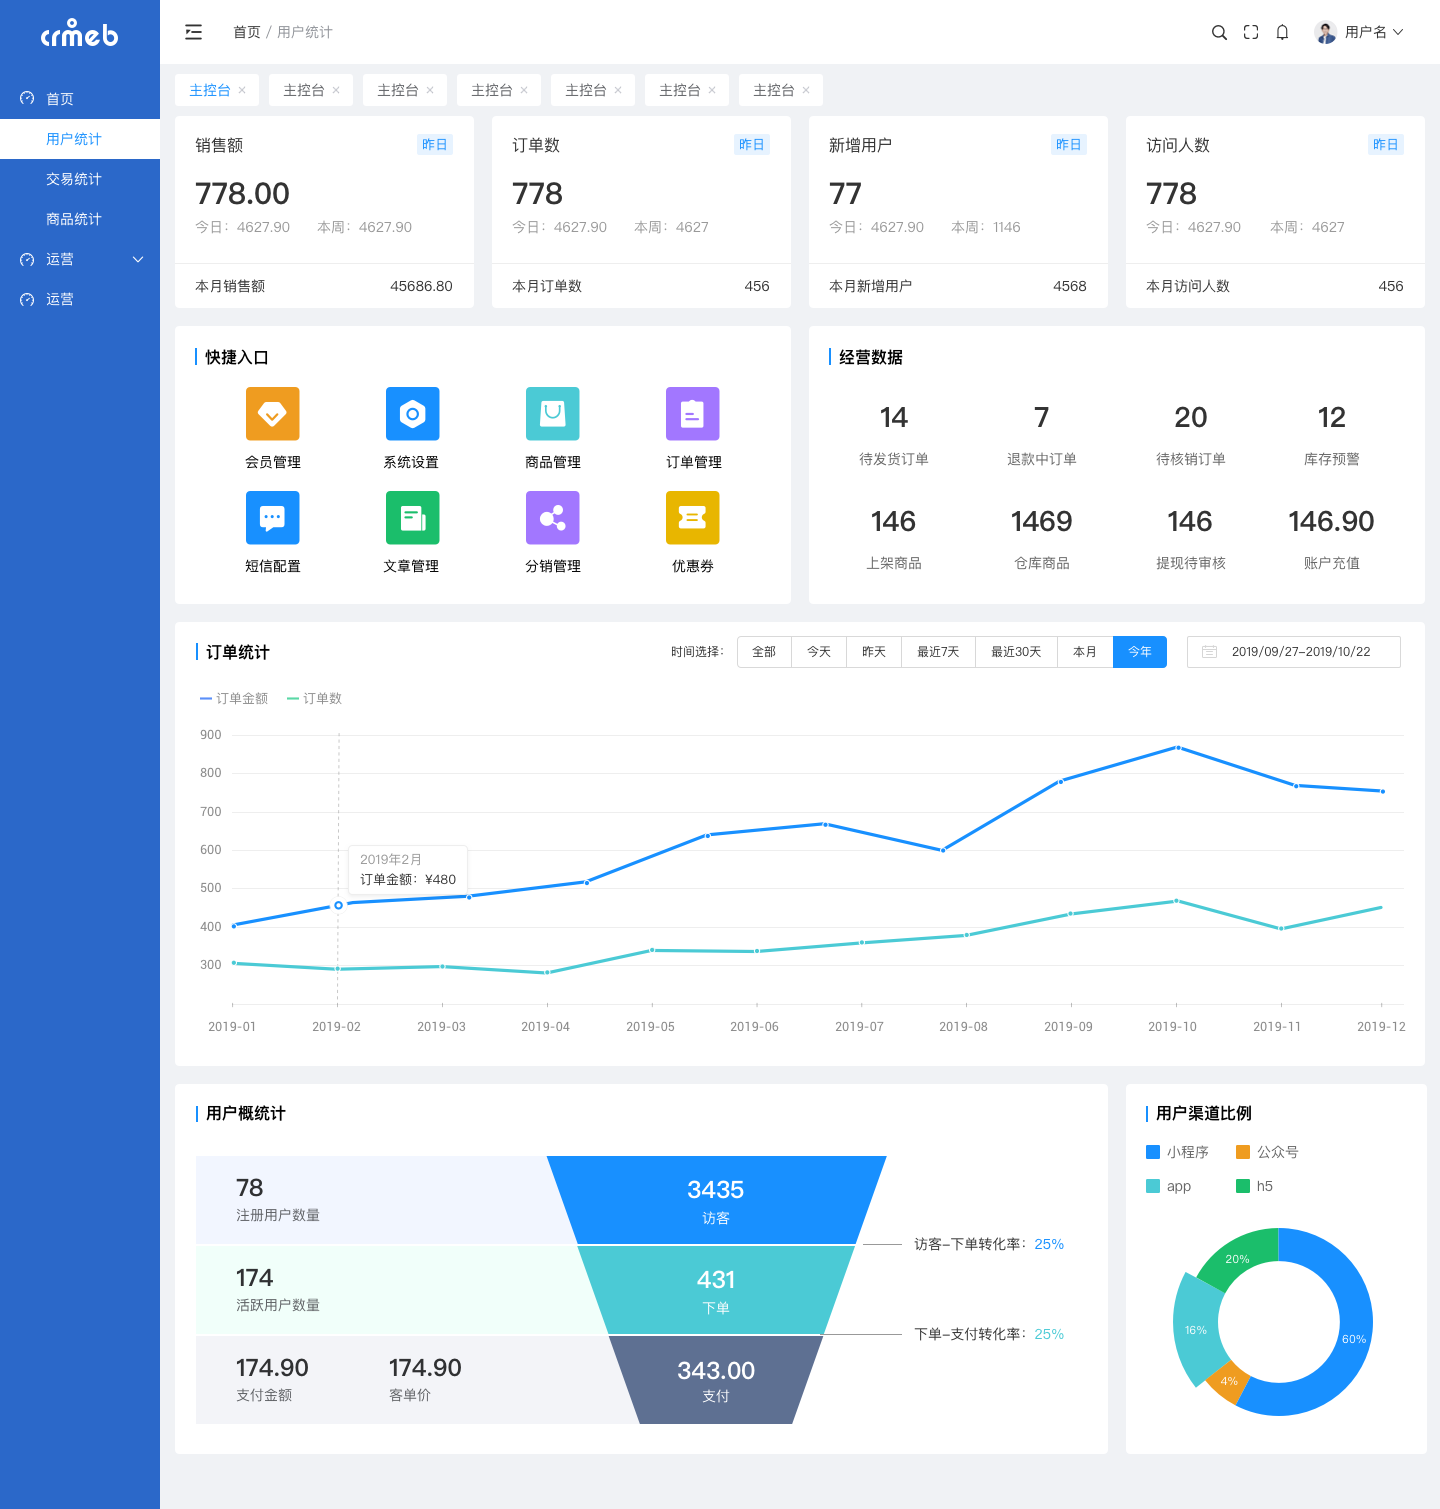 crmeb
首页 / 用户统计
用户名
首页
用户统计
交易统计
商品统计
运营
运营
主控台 × 主控台 × 主控台 × 主控台 × 主控台 × 主控台 × 主控台 ×
销售额 昨日
778.00
今日：4627.90 本周：4627.90
本月销售额 45686.80
订单数 昨日
778
今日：4627.90 本周：4627
本月订单数 456
新增用户 昨日
77
今日：4627.90 本周：1146
本月新增用户 4568
访问人数 昨日
778
今日：4627.90 本周：4627
本月访问人数 456
快捷入口
会员管理 系统设置 商品管理 订单管理
短信配置 文章管理 分销管理 优惠券
经营数据
14 7 20 12
待发货订单 退款中订单 待核销订单 库存预警
146 1469 146 146.90
上架商品 仓库商品 提现待审核 账户充值
订单统计
时间选择： 全部 今天 昨天 最近7天 最近30天 本月 今年 2019/09/27-2019/10/22
订单金额 订单数
900
800
700
600
500
400
300
2019年2月
订单金额：¥480
2019-01 2019-02 2019-03 2019-04 2019-05 2019-06 2019-07 2019-08 2019-09 2019-10 2019-11 2019-12
用户概统计
78
注册用户数量
174
活跃用户数量
174.90 174.90
支付金额 客单价
3435
访客
431
下单
343.00
支付
访客-下单转化率：25%
下单-支付转化率：25%
用户渠道比例
小程序 公众号
app h5
20%
16%
60%
4%